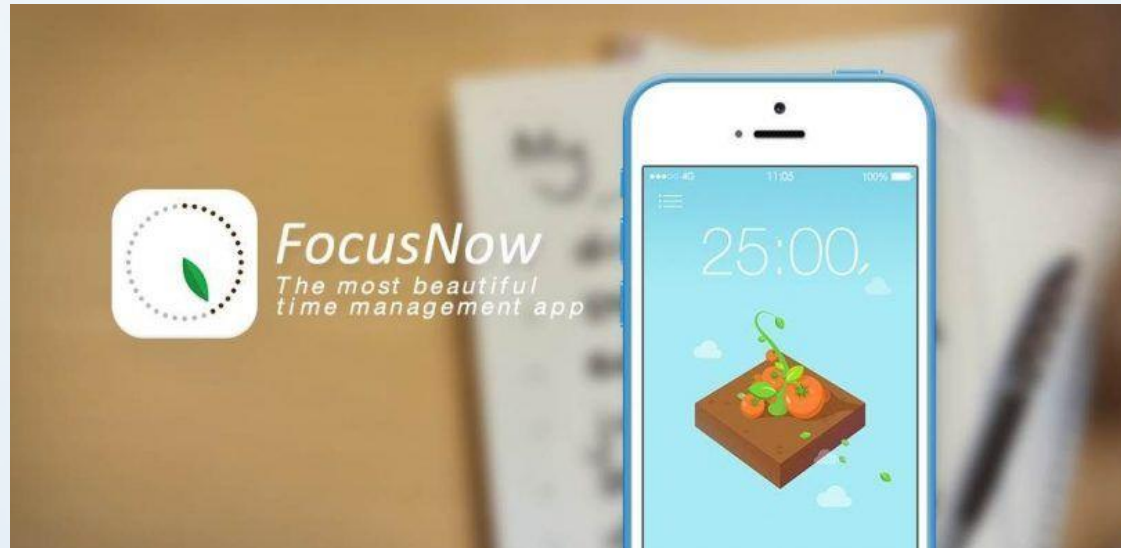 FocusNow
The most beautiful
time management app
4G 11:05 100%
25:00